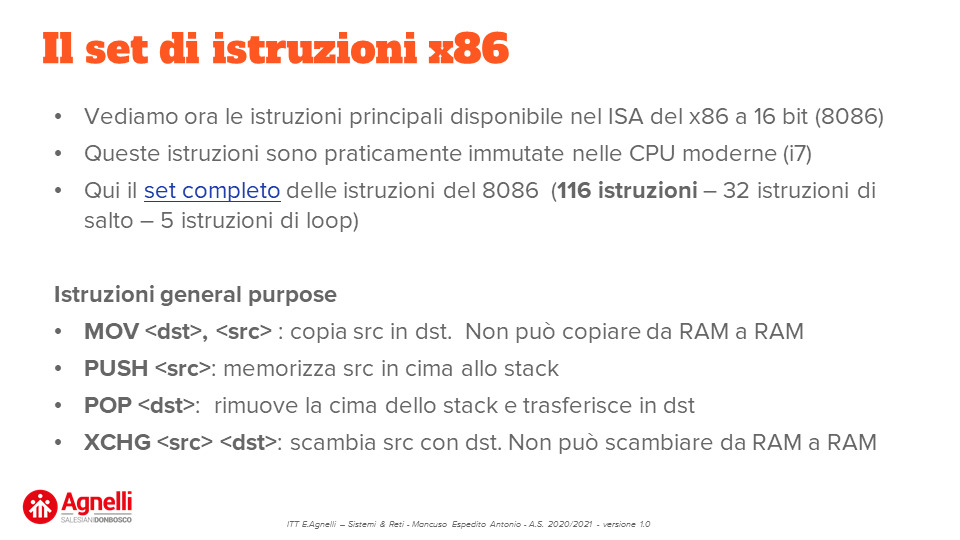 Il set di istruzioni x86
• Vediamo ora le istruzioni principali disponibile nel ISA del x86 a 16 bit (8086)
• Queste istruzioni sono praticamente immutate nelle CPU moderne (i7)
• Qui il set completo delle istruzioni del 8086 (116 istruzioni – 32 istruzioni di
salto – 5 istruzioni di loop)
Istruzioni general purpose
• MOV <dst>, <src> : copia src in dst. Non può copiare da RAM a RAM
• PUSH <src>: memorizza src in cima allo stack
• POP <dst>: rimuove la cima dello stack e trasferisce in dst
• XCHG <src> <dst>: scambia src con dst. Non può scambiare da RAM a RAM
Agnelli
SALESIANIDONBOSCO
ITT E.Agnelli – Sistemi & Reti - Mancuso Espedito Antonio - A.S. 2020/2021 - versione 1.0